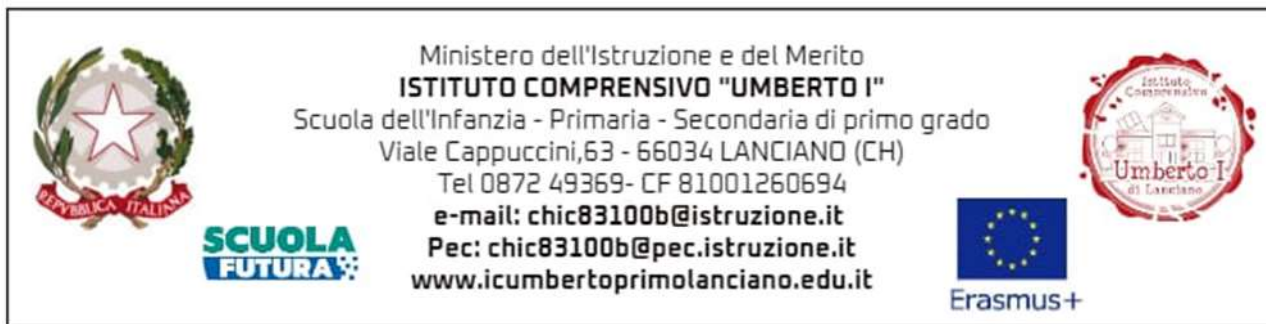 Ministero dell'Istruzione e del Merito
ISTITUTO COMPRENSIVO "UMBERTO I"
Scuola dell'Infanzia - Primaria - Secondaria di primo grado
Viale Cappuccini,63 - 66034 LANCIANO (CH)
Tel 0872 49369- CF 81001260694
e-mail: chic83100b@istruzione.it
Pec: chic83100b@pec.istruzione.it
www.icumbertoprimolanciano.edu.it
REPVBBLICA ITALIANA
SCUOLA
FUTURA
Istituto
Comprensivo
Umberto I
di Lanciano
Erasmus+